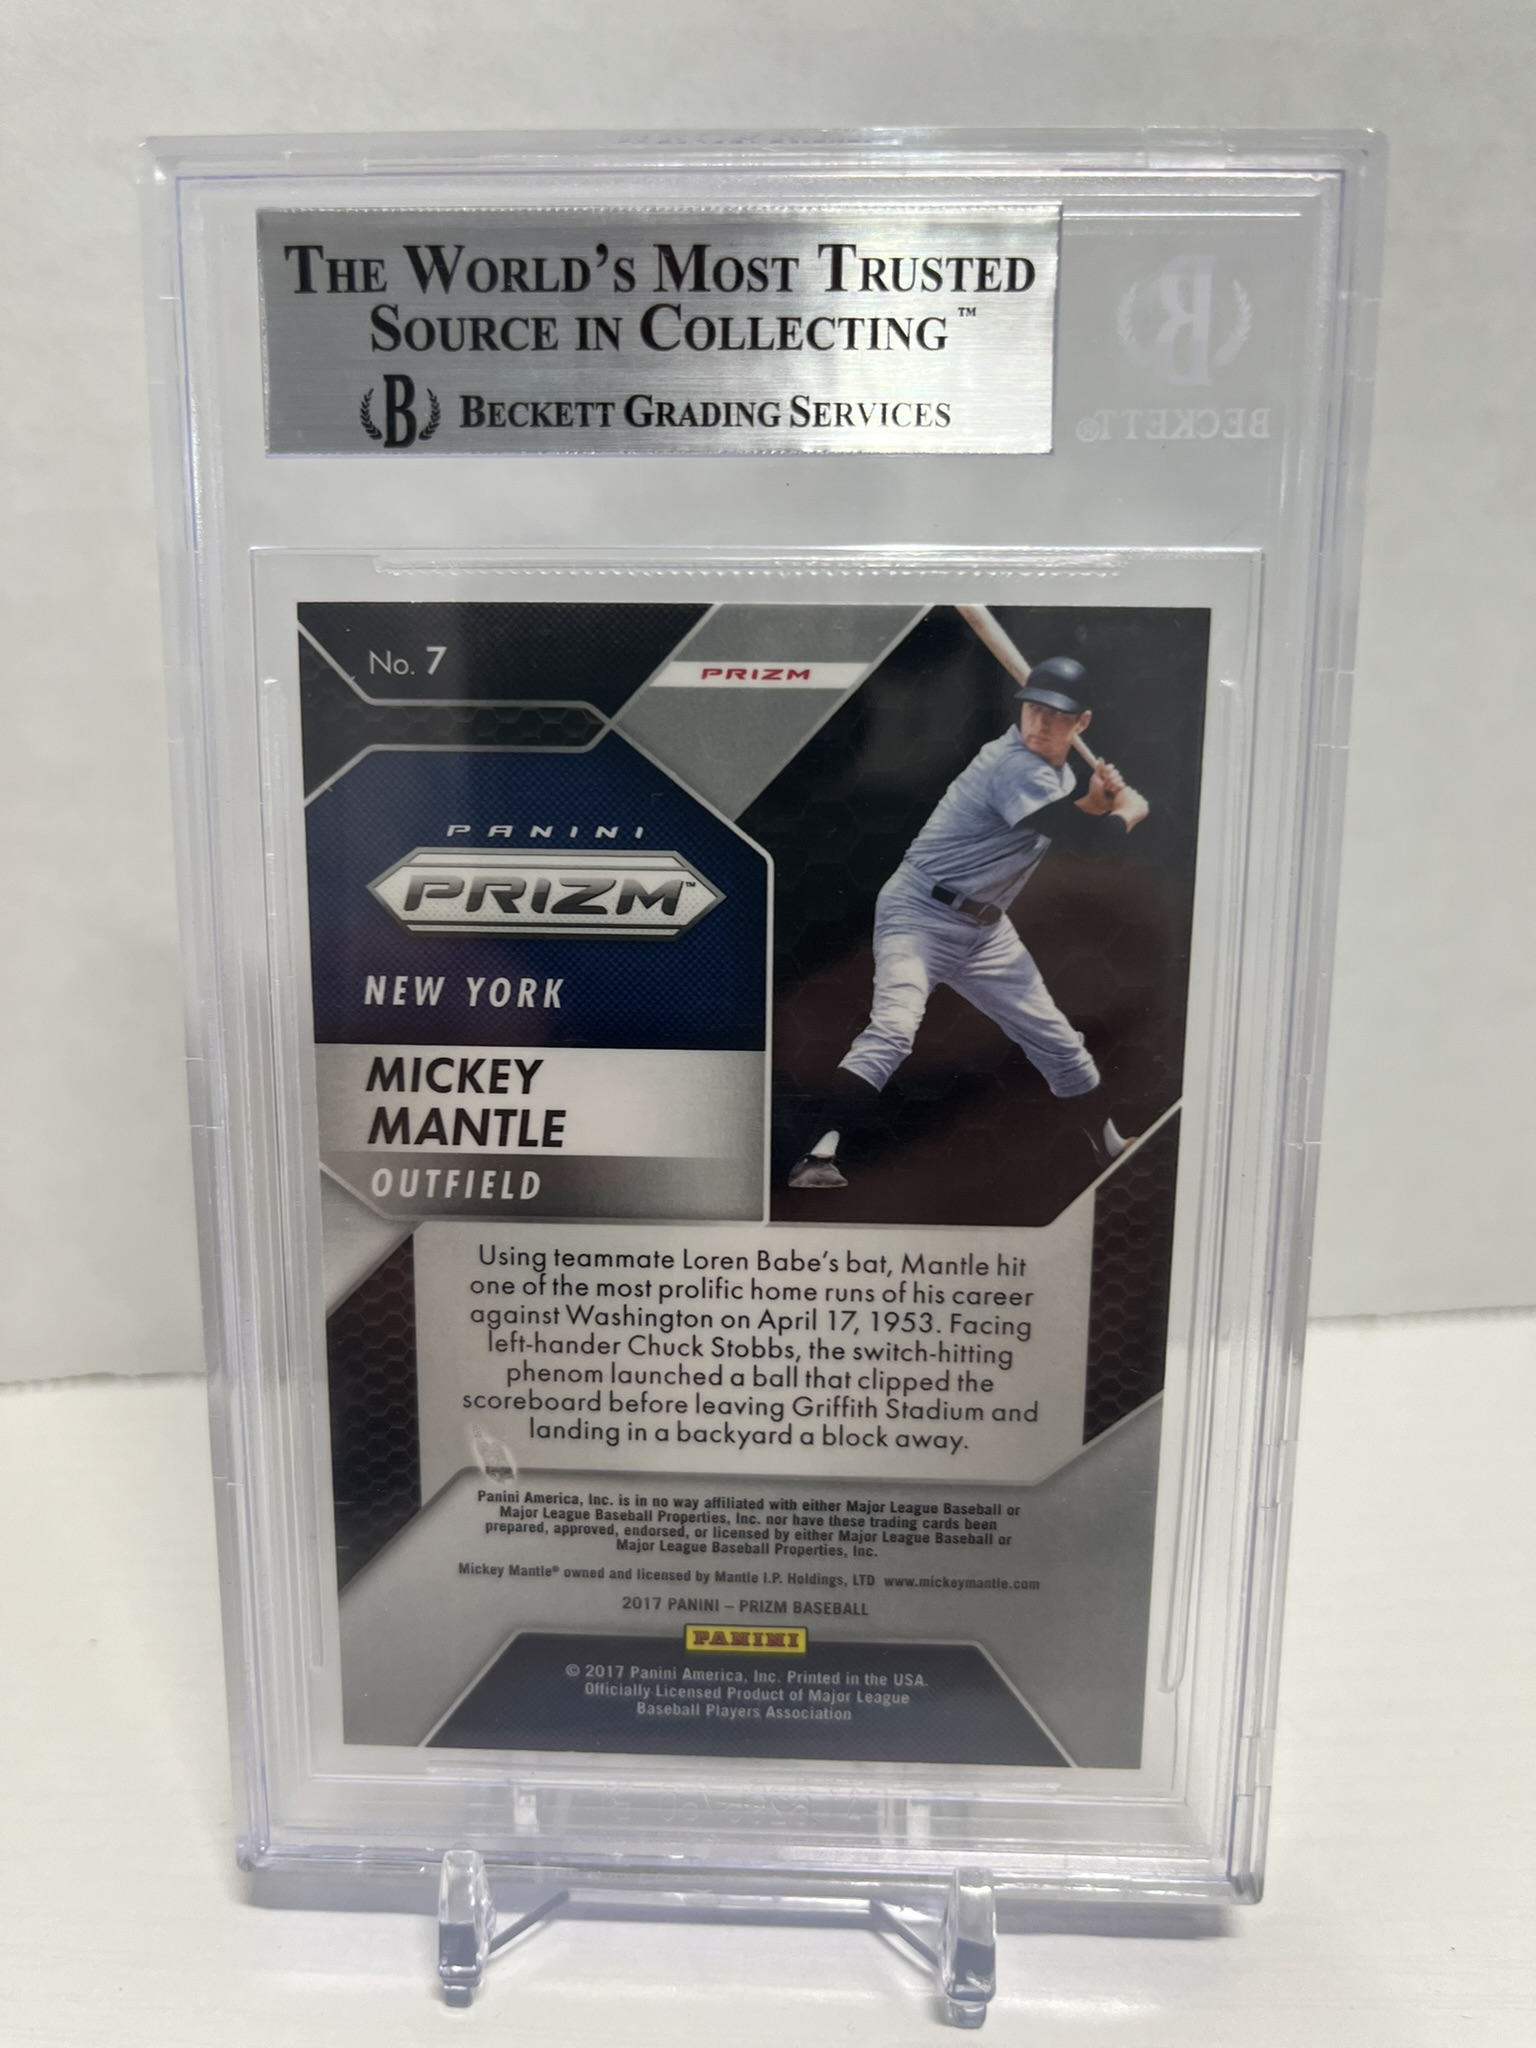 THE WORLD'S MOST TRUSTED
SOURCE IN COLLECTING™
B BECKETT GRADING SERVICES
BECKETT®
No. 7
PRIZM
PANINI
PRIZM™
NEW YORK
MICKEY
MANTLE
OUTFIELD
Using teammate Loren Babe's bat, Mantle hit
one of the most prolific home runs of his career
against Washington on April 17, 1953. Facing
left-hander Chuck Stobbs, the switch-hitting
phenom launched a ball that clipped the
scoreboard before leaving Griffith Stadium and
landing in a backyard a block away.
Panini America, Inc. is in no way affiliated with either Major League Baseball or
Major League Baseball Properties, Inc. nor have these trading cards been
prepared, approved, endorsed, or licensed by either Major League Baseball or
Major League Baseball Properties, Inc.
Mickey Mantle® owned and licensed by Mantle I.P. Holdings, LTD www.mickeymantle.com
2017 PANINI – PRIZM BASEBALL
PANINI
© 2017 Panini America, Inc. Printed in the USA.
Officially Licensed Product of Major League
Baseball Players Association